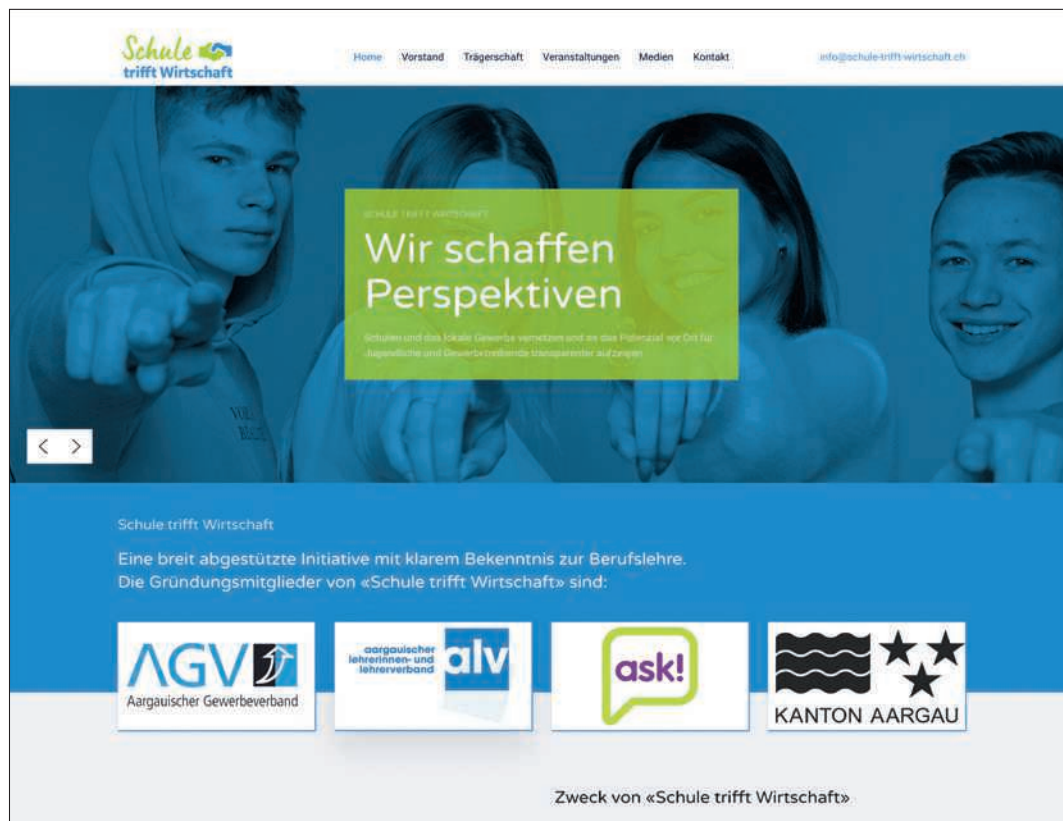 Schule
trifft Wirtschaft
Home Vorstand Trägerschaft Veranstaltungen Medien Kontakt
info@schule-trifft-wirtschaft.ch
SCHULE TRIFFT WIRTSCHAFT
Wir schaffen
Perspektiven
Schulen und das lokale Gewerbe vernetzen und so das Potenzial vor Ort für
Jugendliche und Gewerbetreibende transparenter aufzeigen
Schule trifft Wirtschaft
Eine breit abgestützte Initiative mit klarem Bekenntnis zur Berufslehre.
Die Gründungsmitglieder von «Schule trifft Wirtschaft» sind:
AGV
Aargauischer Gewerbeverband
aargauischer
lehrerinnen- und
lehrerverband
alv
ask!
KANTON AARGAU
Zweck von «Schule trifft Wirtschaft»